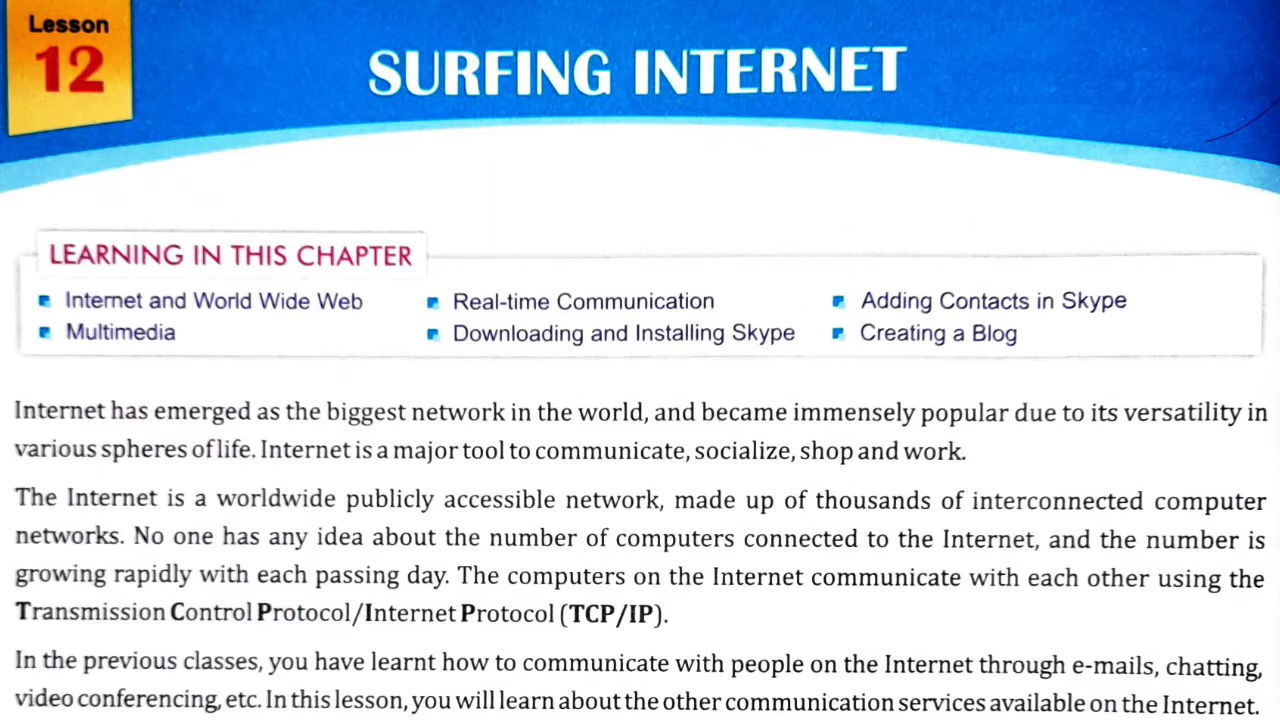 Lesson
12
SURFING INTERNET
LEARNING IN THIS CHAPTER
Internet and World Wide Web
Real-time Communication
Adding Contacts in Skype
Multimedia
Downloading and Installing Skype
Creating a Blog
Internet has emerged as the biggest network in the world, and became immensely popular due to its versatility in
various spheres of life. Internet is a major tool to communicate, socialize, shop and work.
The Internet is a worldwide publicly accessible network, made up of thousands of interconnected computer
networks. No one has any idea about the number of computers connected to the Internet, and the number is
growing rapidly with each passing day. The computers on the Internet communicate with each other using the
Transmission Control Protocol/Internet Protocol (TCP/IP).
In the previous classes, you have learnt how to communicate with people on the Internet through e-mails, chatting,
video conferencing, etc. In this lesson, you will learn about the other communication services available on the Internet.